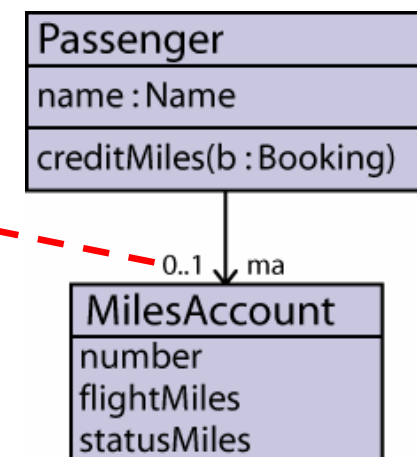 Passenger
name : Name
creditMiles(b : Booking)
0..1 ma
MilesAccount
number
flightMiles
statusMiles